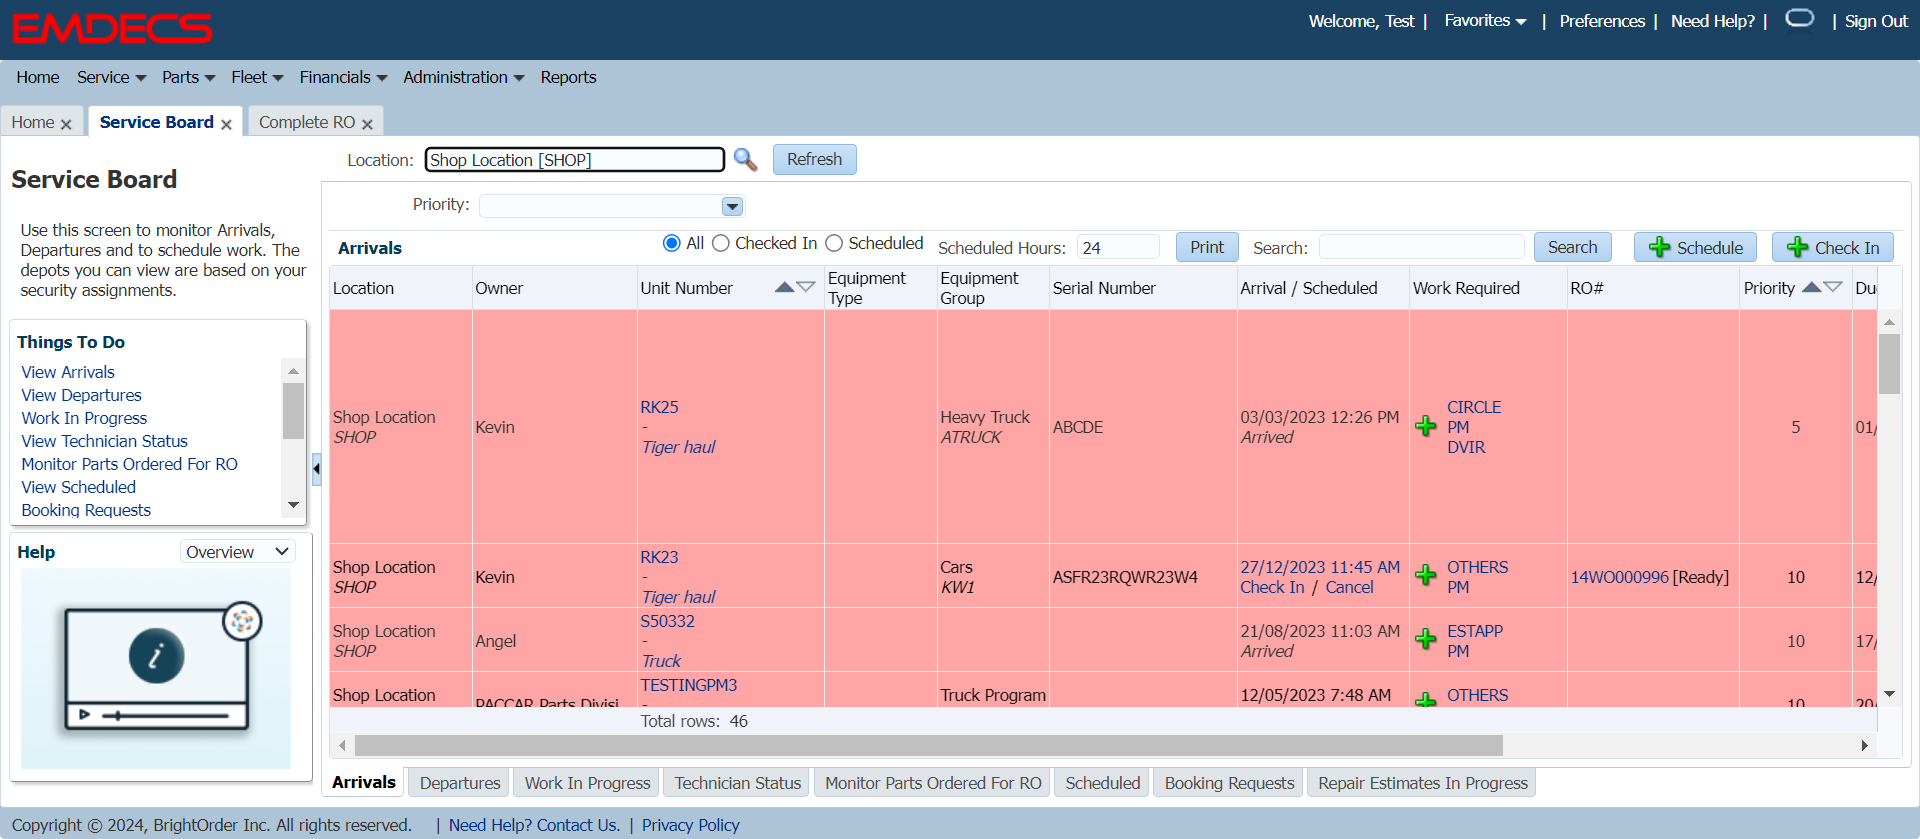 EMDECS
Welcome, Test | Favorites | Preferences | Need Help? | | Sign Out
Home Service Parts Fleet Financials Administration Reports
Home Service Board Complete RO
Service Board
Use this screen to monitor Arrivals,
Departures and to schedule work. The
depots you can view are based on your
security assignments.
Things To Do
View Arrivals
View Departures
Work In Progress
View Technician Status
Monitor Parts Ordered For RO
View Scheduled
Booking Requests
Help Overview
Location: Shop Location [SHOP] Refresh
Priority:
Arrivals All Checked In Scheduled Scheduled Hours: 24 Print Search: Search Schedule Check In
Location Owner Unit Number Equipment Type Equipment Group Serial Number Arrival / Scheduled Work Required RO# Priority Du
Shop Location SHOP Kevin RK25 - Tiger haul Heavy Truck ATRUCK ABCDE 03/03/2023 12:26 PM Arrived CIRCLE PM DVIR 5 01/
Shop Location SHOP Kevin RK23 - Tiger haul Cars KW1 ASFR23RQWR23W4 27/12/2023 11:45 AM Check In / Cancel OTHERS PM 14WO000996 [Ready] 10 12/
Shop Location SHOP Angel S50332 - Truck 21/08/2023 11:03 AM Arrived ESTAPP PM 10 17/
Shop Location PACCAR Parts Divisi TESTINGPM3 - Truck Program 12/05/2023 7:48 AM OTHERS 10 20/
Total rows: 46
Arrivals Departures Work In Progress Technician Status Monitor Parts Ordered For RO Scheduled Booking Requests Repair Estimates In Progress
Copyright © 2024, BrightOrder Inc. All rights reserved. | Need Help? Contact Us. | Privacy Policy